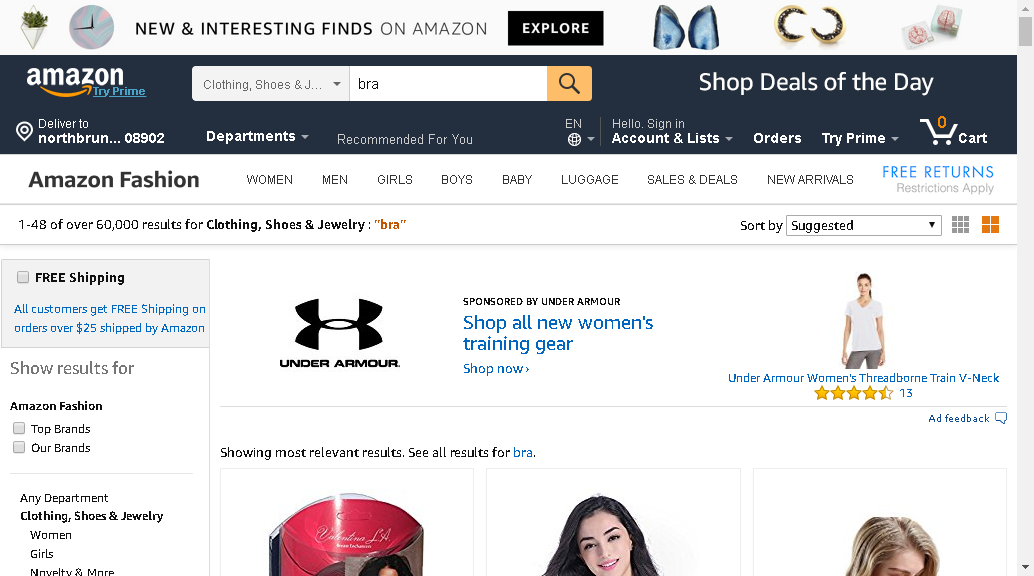 NEW & INTERESTING FINDS ON AMAZON
EXPLORE
amazon
Try Prime
Clothing, Shoes & J...
bra
Shop Deals of the Day
Deliver to
northbrun... 08902
Departments
Recommended For You
EN
Hello. Sign in
Account & Lists
Orders
Try Prime
0
Cart
Amazon Fashion
WOMEN
MEN
GIRLS
BOYS
BABY
LUGGAGE
SALES & DEALS
NEW ARRIVALS
FREE RETURNS
Restrictions Apply
1-48 of over 60,000 results for Clothing, Shoes & Jewelry : "bra"
Sort by Suggested
FREE Shipping
All customers get FREE Shipping on
orders over $25 shipped by Amazon
Show results for
Amazon Fashion
Top Brands
Our Brands
Any Department
Clothing, Shoes & Jewelry
Women
Girls
Novelty & More
UNDER ARMOUR.
SPONSORED BY UNDER ARMOUR
Shop all new women's
training gear
Shop now ›
Under Armour Women's Threadborne Train V-Neck
13
Ad feedback
Showing most relevant results. See all results for bra.
Valentina L.A.
Breast Enhancers